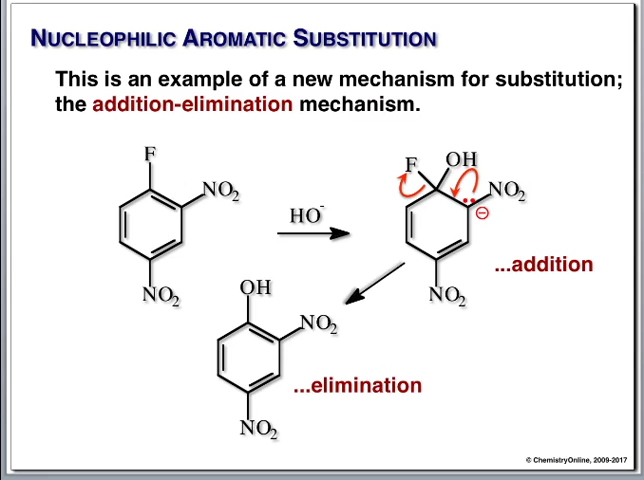 NUCLEOPHILIC AROMATIC SUBSTITUTION
This is an example of a new mechanism for substitution;
the addition-elimination mechanism.
F
NO2
NO2
HO-
F
OH
NO2
NO2
...addition
OH
NO2
NO2
...elimination
© ChemistryOnline, 2009-2017